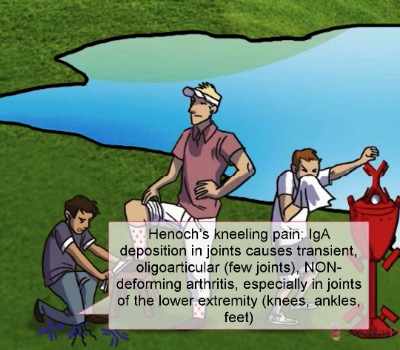 Henoch's kneeling pain: IgA
deposition in joints causes transient,
oligoarticular (few joints), NON-
deforming arthritis, especially in joints
of the lower extremity (knees, ankles,
feet)